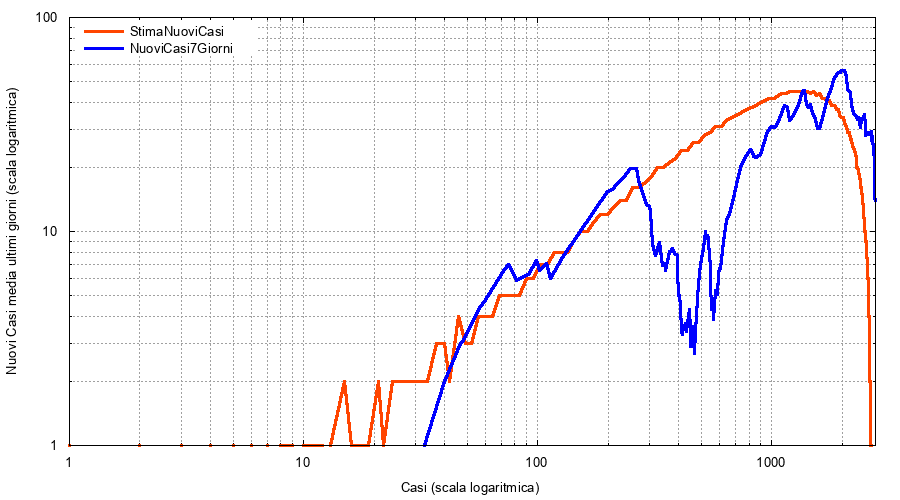 100
StimaNuoviCasi
NuoviCasi7Giorni
Nuovi Casi media ultimi giorni (scala logaritmica)
10
1
1
10
100
1000
Casi (scala logaritmica)